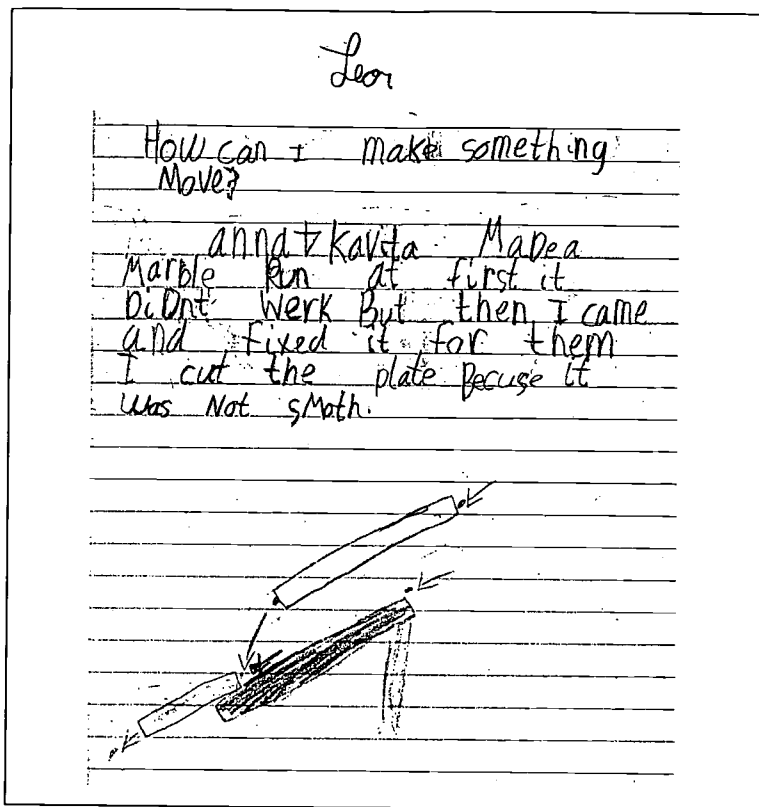 Leor
How can I make something
Move?
anna + Kavita MaDea
Marble Run at first it
DiDnt werk But then I came
and fixed it for them
I cut the plate Becuse it
was Not sMoth.